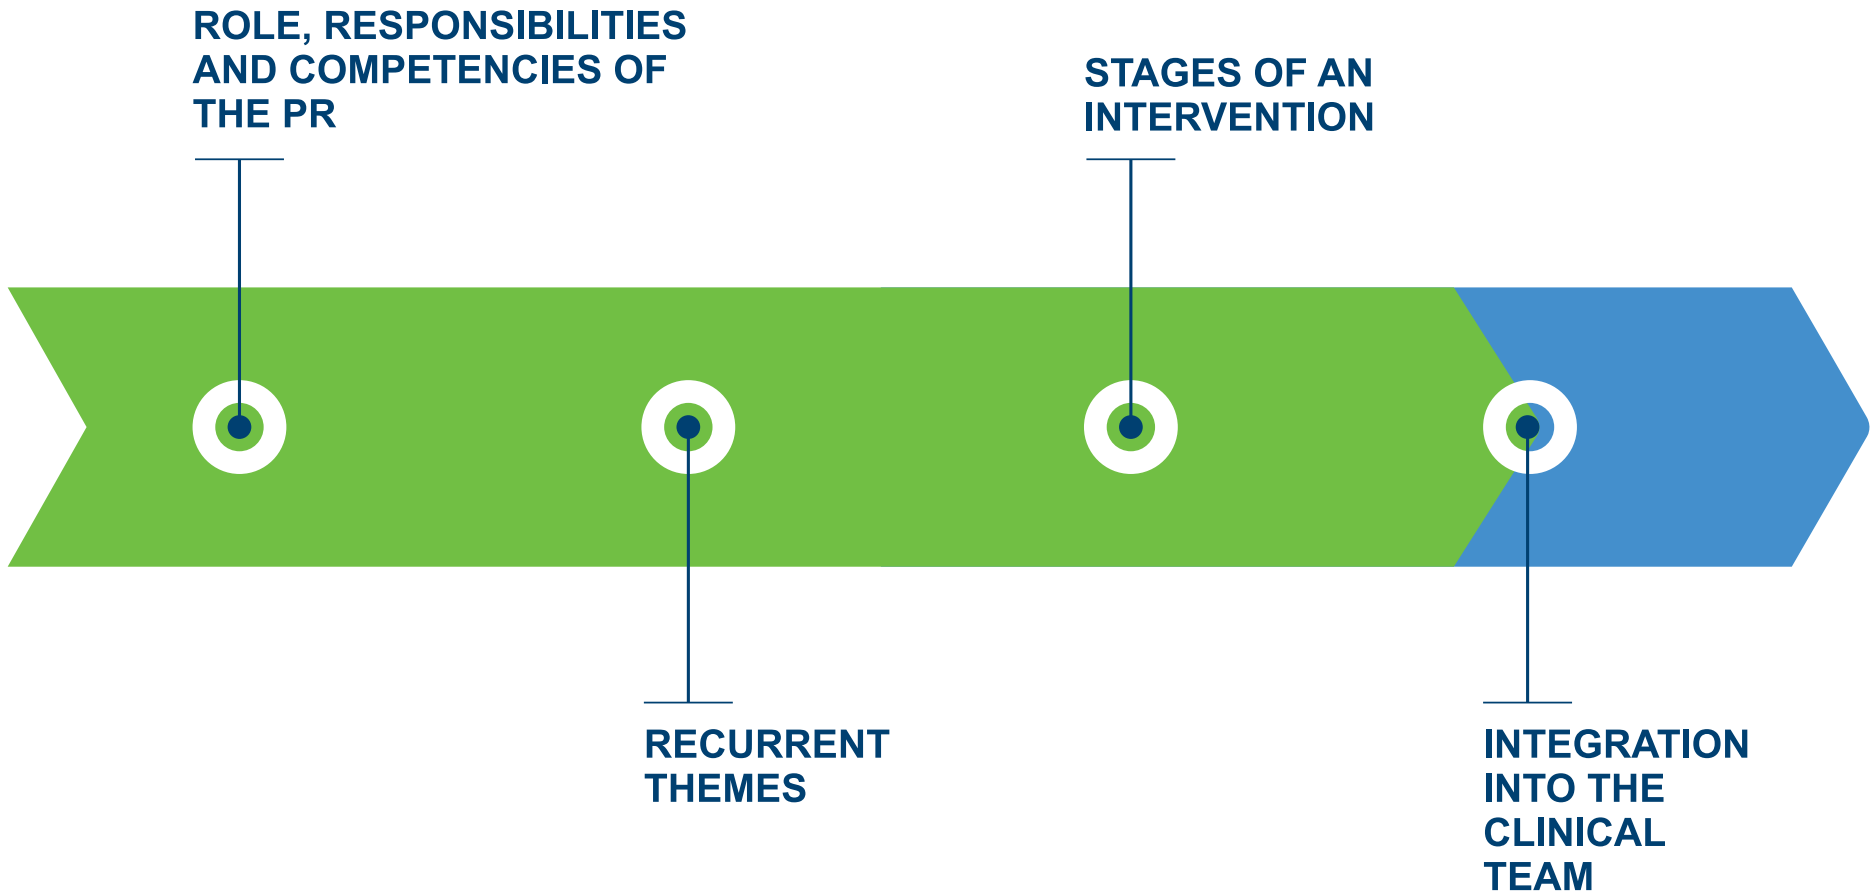 ROLE, RESPONSIBILITIES
AND COMPETENCIES OF
THE PR
STAGES OF AN
INTERVENTION
RECURRENT
THEMES
INTEGRATION
INTO THE
CLINICAL
TEAM